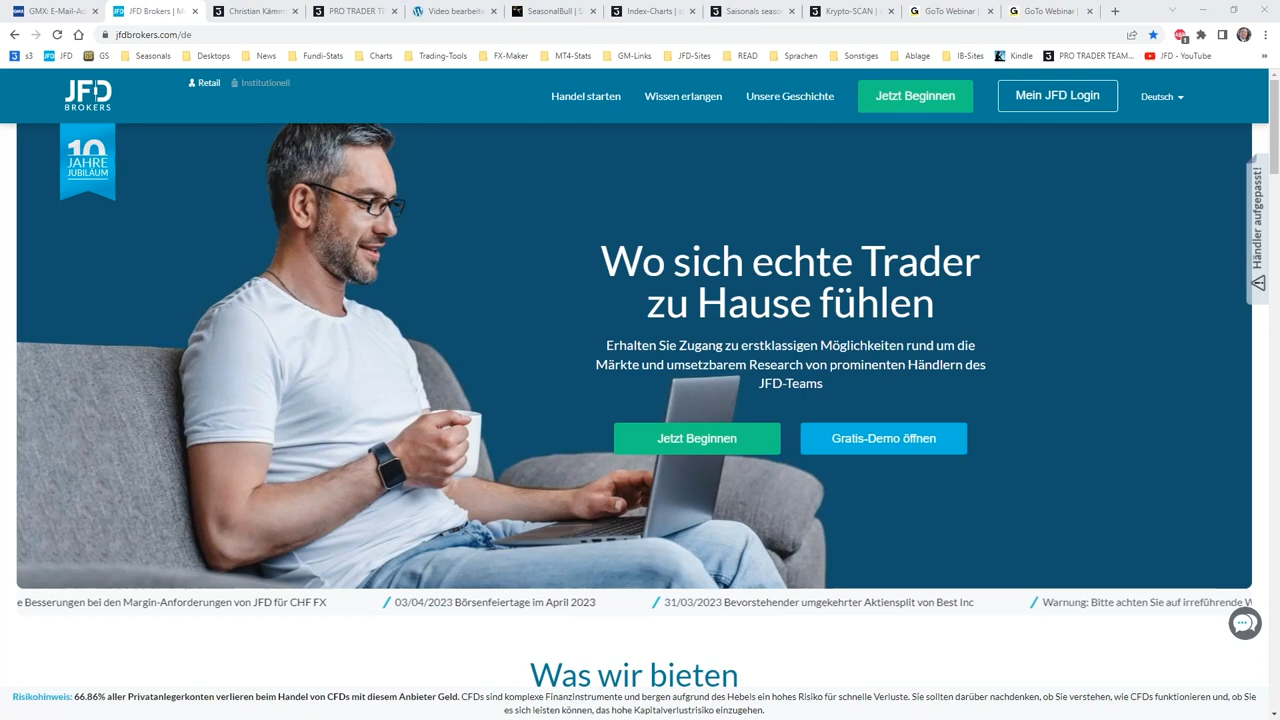 GMX: E-Mail-Ad
JFD Brokers | M
Christian Kämm
PRO TRADER T
Video bearbeite
SeasonalBull | S
Index-Charts | st
Saisonals seaso
Krypto-SCAN | s
GoTo Webinar |
GoTo Webinar |
jfdbrokers.com/de
s3 JFD GS Seasonals Desktops News Fundi-Stats Charts Trading-Tools FX-Maker MT4-Stats GM-Links JFD-Sites READ Sprachen Sonstiges Ablage IB-Sites Kindle PRO TRADER TEAM... JFD - YouTube »
JFD
BROKERS
Retail Institutionell
Handel starten Wissen erlangen Unsere Geschichte Jetzt Beginnen Mein JFD Login Deutsch
10
JAHRE
JUBILÄUM
Händler aufgepasst!
Wo sich echte Trader
zu Hause fühlen
Erhalten Sie Zugang zu erstklassigen Möglichkeiten rund um die
Märkte und umsetzbarem Research von prominenten Händlern des
JFD-Teams
Jetzt Beginnen Gratis-Demo öffnen
e Besserungen bei den Margin-Anforderungen von JFD für CHF FX 03/04/2023 Börsenfeiertage im April 2023 31/03/2023 Bevorstehender umgekehrter Aktiensplit von Best Inc Warnung: Bitte achten Sie auf irreführende W
Was wir bieten
Risikohinweis: 66.86% aller Privatanlegerkonten verlieren beim Handel von CFDs mit diesem Anbieter Geld. CFDs sind komplexe Finanzinstrumente und bergen aufgrund des Hebels ein hohes Risiko für schnelle Verluste. Sie sollten darüber nachdenken, ob Sie verstehen, wie CFDs funktionieren und, ob Sie
es sich leisten können, das hohe Kapitalverlustrisiko einzugehen.